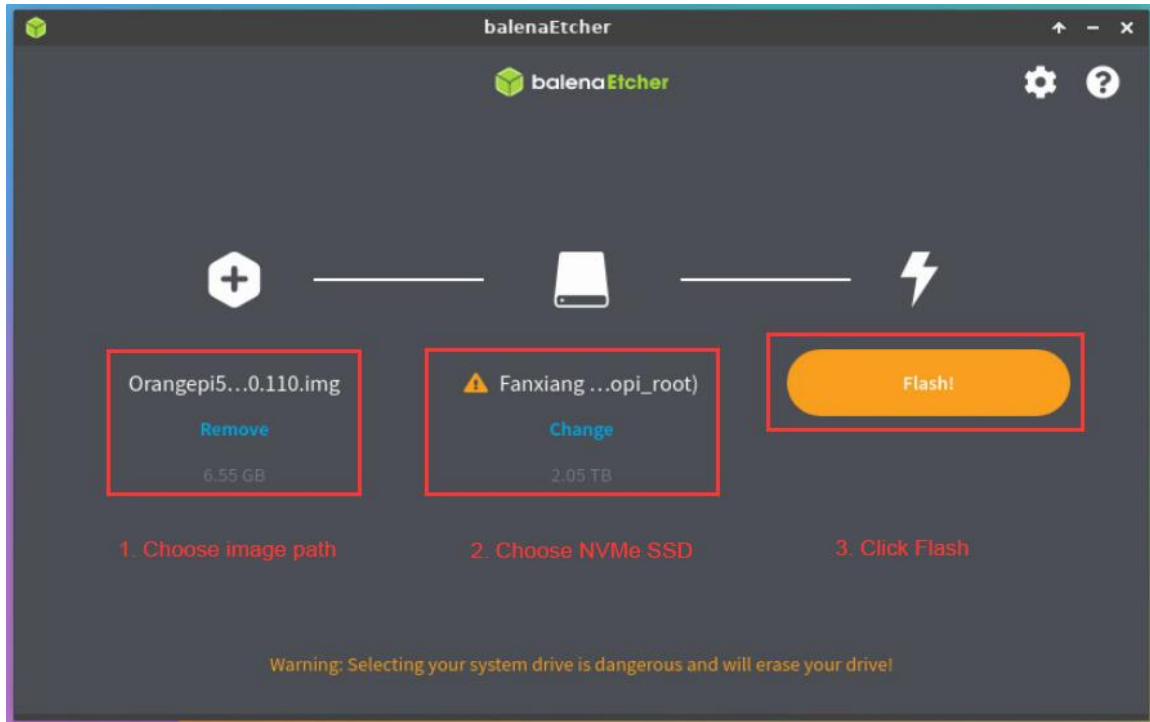 balenaEtcher
balenaEtcher
Orangepi5...0.110.img
Fanxiang ...opi_root)
Flash!
Remove
Change
6.55 GB
2.05 TB
1. Choose image path
2. Choose NVMe SSD
3. Click Flash
Warning: Selecting your system drive is dangerous and will erase your drive!